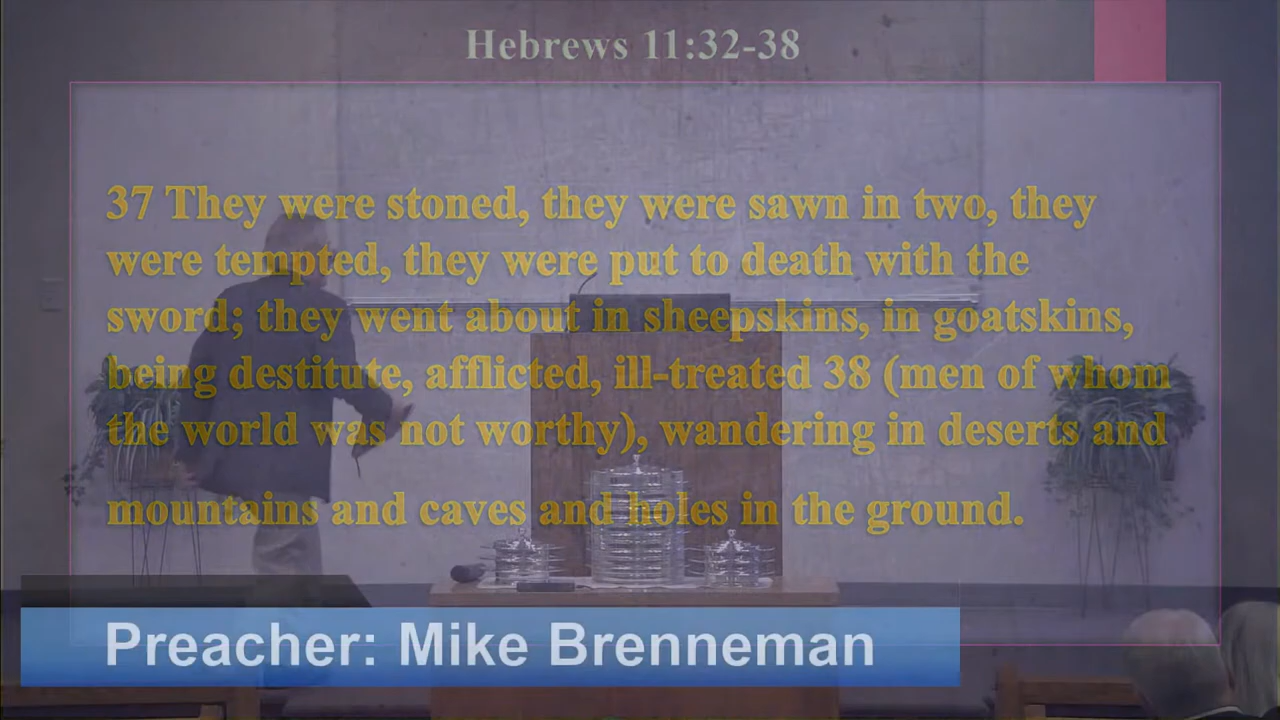 Hebrews 11:32-38
37 They were stoned, they were sawn in two, they
were tempted, they were put to death with the
sword; they went about in sheepskins, in goatskins,
being destitute, afflicted, ill-treated 38 (men of whom
the world was not worthy), wandering in deserts and
mountains and caves and holes in the ground.
Preacher: Mike Brenneman